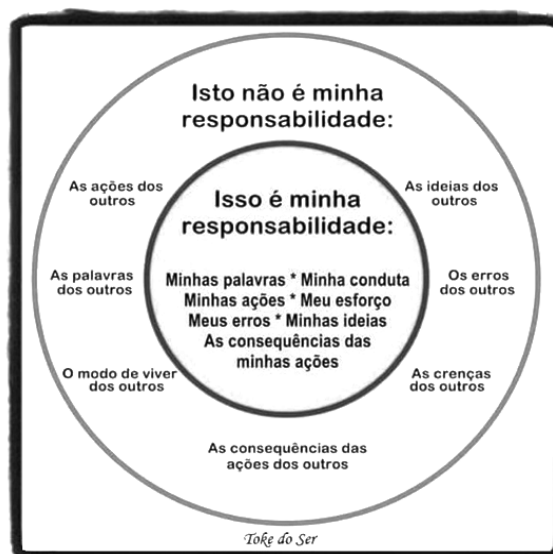 Isto não é minha
responsabilidade:
As ações dos
outros
As ideias dos
outros
Isso é minha
responsabilidade:
As palavras
dos outros
Os erros
dos outros
Minhas palavras * Minha conduta
Minhas ações * Meu esforço
Meus erros * Minhas ideias
As consequências das
minhas ações
O modo de viver
dos outros
As crenças
dos outros
As consequências das
ações dos outros
Toke do Ser